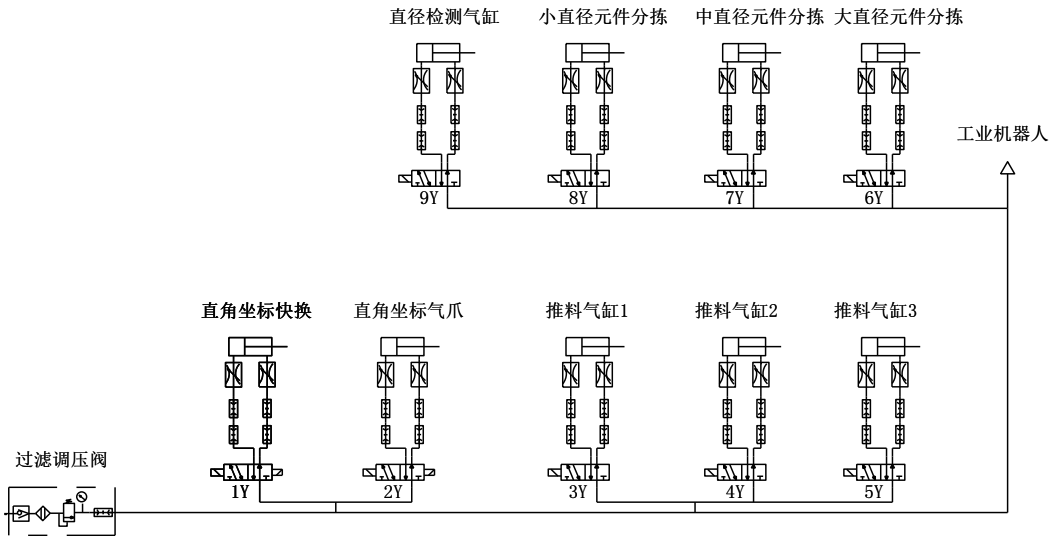 直径检测气缸
小直径元件分拣
中直径元件分拣
大直径元件分拣
工业机器人
9Y
8Y
7Y
6Y
直角坐标快换
直角坐标气爪
推料气缸1
推料气缸2
推料气缸3
过滤调压阀
1Y
2Y
3Y
4Y
5Y